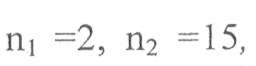 n₁ =2, n₂ =15,